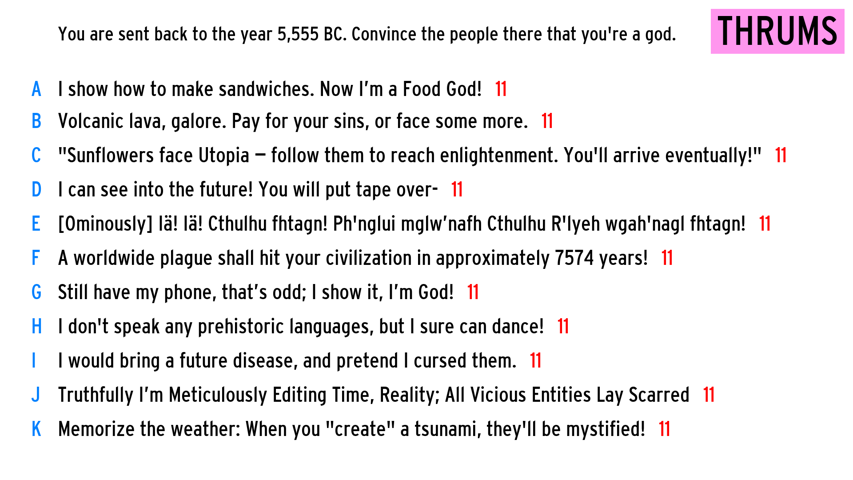 You are sent back to the year 5,555 BC. Convince the people there that you're a god.
THRUMS
A I show how to make sandwiches. Now I'm a Food God! 11
B Volcanic lava, galore. Pay for your sins, or face some more. 11
C "Sunflowers face Utopia – follow them to reach enlightenment. You'll arrive eventually!" 11
D I can see into the future! You will put tape over- 11
E [Ominously] Iä! Iä! Cthulhu fhtagn! Ph'nglui mglw’nafh Cthulhu R'lyeh wgah'nagl fhtagn! 11
F A worldwide plague shall hit your civilization in approximately 7574 years! 11
G Still have my phone, that’s odd; I show it, I’m God! 11
H I don't speak any prehistoric languages, but I sure can dance! 11
I I would bring a future disease, and pretend I cursed them. 11
J Truthfully I’m Meticulously Editing Time, Reality; All Vicious Entities Lay Scarred 11
K Memorize the weather: When you "create" a tsunami, they'll be mystified! 11